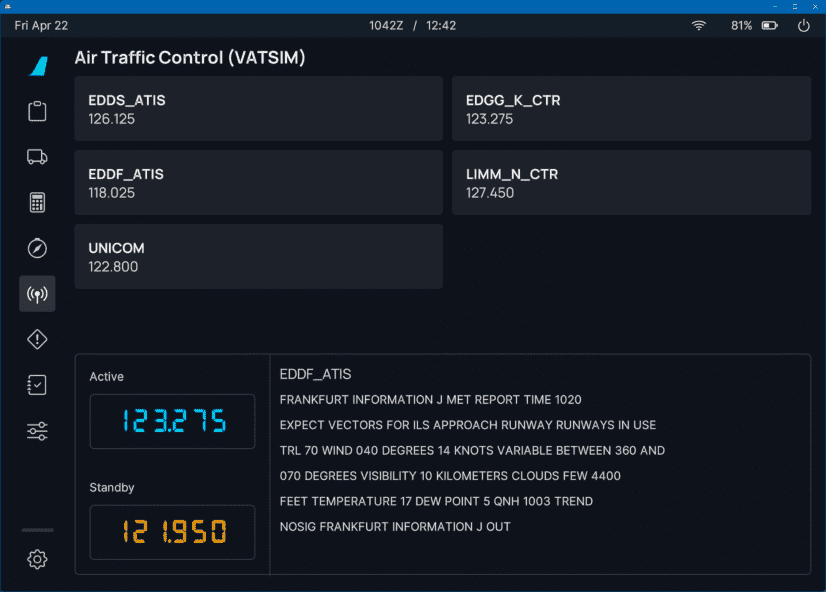 Fri Apr 22
1042Z / 12:42
81%
Air Traffic Control (VATSIM)
EDDS_ATIS
126.125
EDGG_K_CTR
123.275
EDDF_ATIS
118.025
LIMM_N_CTR
127.450
UNICOM
122.800
Active
123.275
Standby
121.950
EDDF_ATIS
FRANKFURT INFORMATION J MET REPORT TIME 1020
EXPECT VECTORS FOR ILS APPROACH RUNWAY RUNWAYS IN USE
TRL 70 WIND 040 DEGREES 14 KNOTS VARIABLE BETWEEN 360 AND
070 DEGREES VISIBILITY 10 KILOMETERS CLOUDS FEW 4400
FEET TEMPERATURE 17 DEW POINT 5 QNH 1003 TREND
NOSIG FRANKFURT INFORMATION J OUT